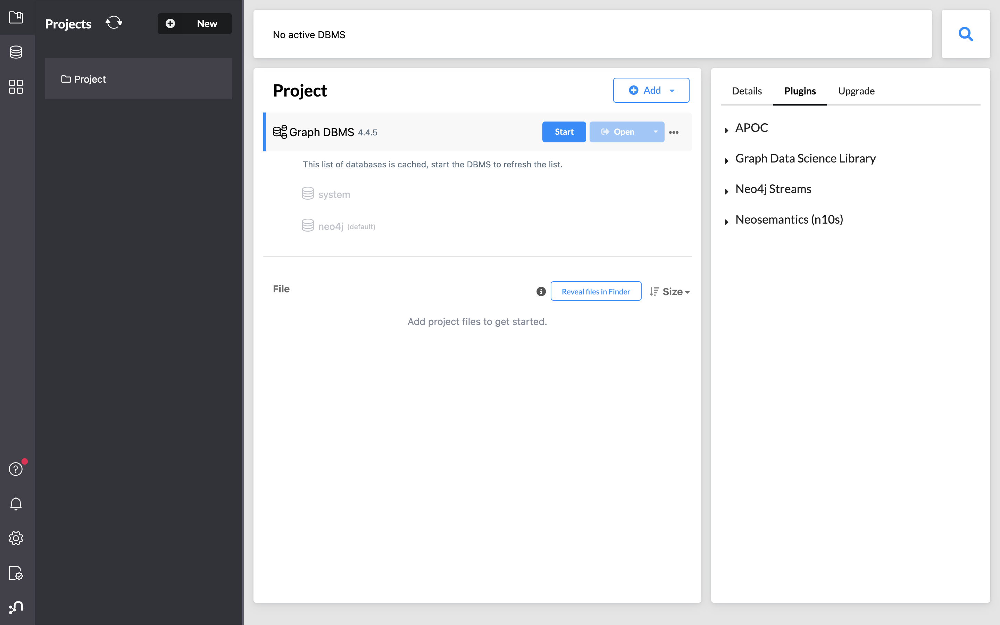 Projects
New
Project
No active DBMS
Project
Add
Graph DBMS 4.4.5
Start
Open
This list of databases is cached, start the DBMS to refresh the list.
system
neo4j (default)
File
Reveal files in Finder
Size
Add project files to get started.
Details
Plugins
Upgrade
APOC
Graph Data Science Library
Neo4j Streams
Neosemantics (n10s)